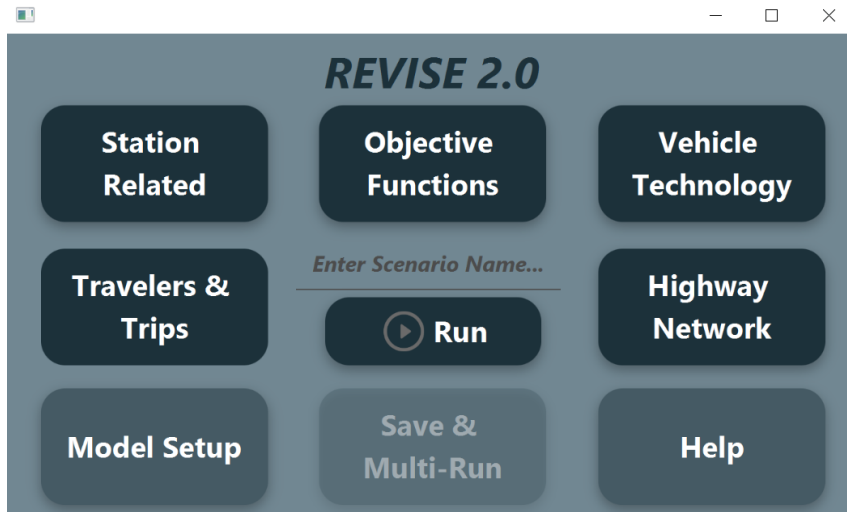 REVISE 2.0
Station
Related
Objective
Functions
Vehicle
Technology
Travelers &
Trips
Enter Scenario Name...
Run
Highway
Network
Model Setup
Save &
Multi-Run
Help